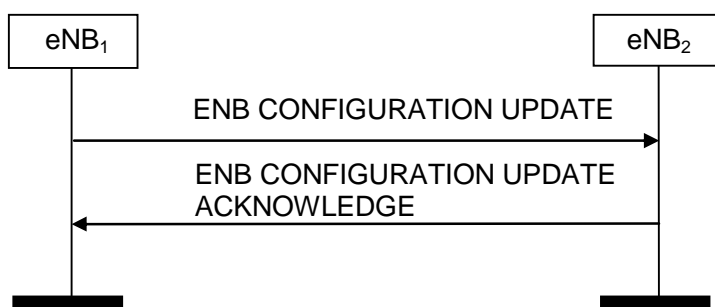 eNB₁
eNB₂
ENB CONFIGURATION UPDATE
ENB CONFIGURATION UPDATE
ACKNOWLEDGE